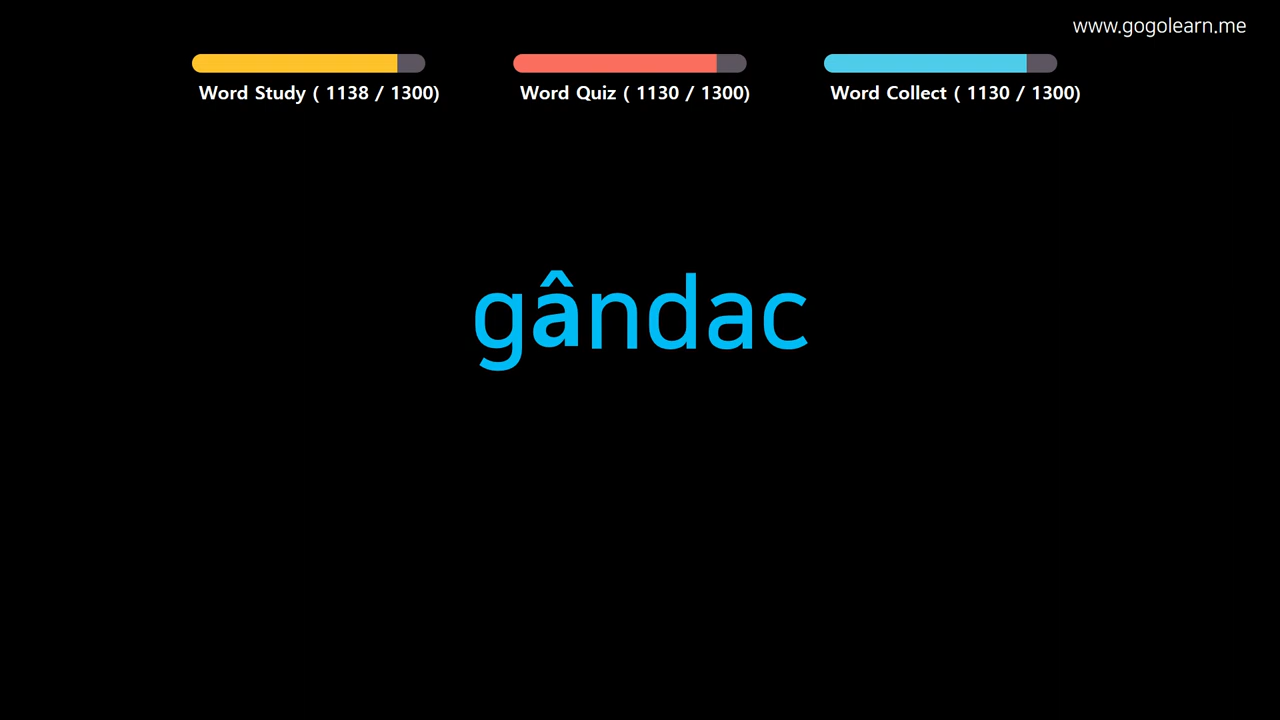 www.gogolearn.me
Word Study ( 1138 / 1300)
Word Quiz ( 1130 / 1300)
Word Collect ( 1130 / 1300)
gândac